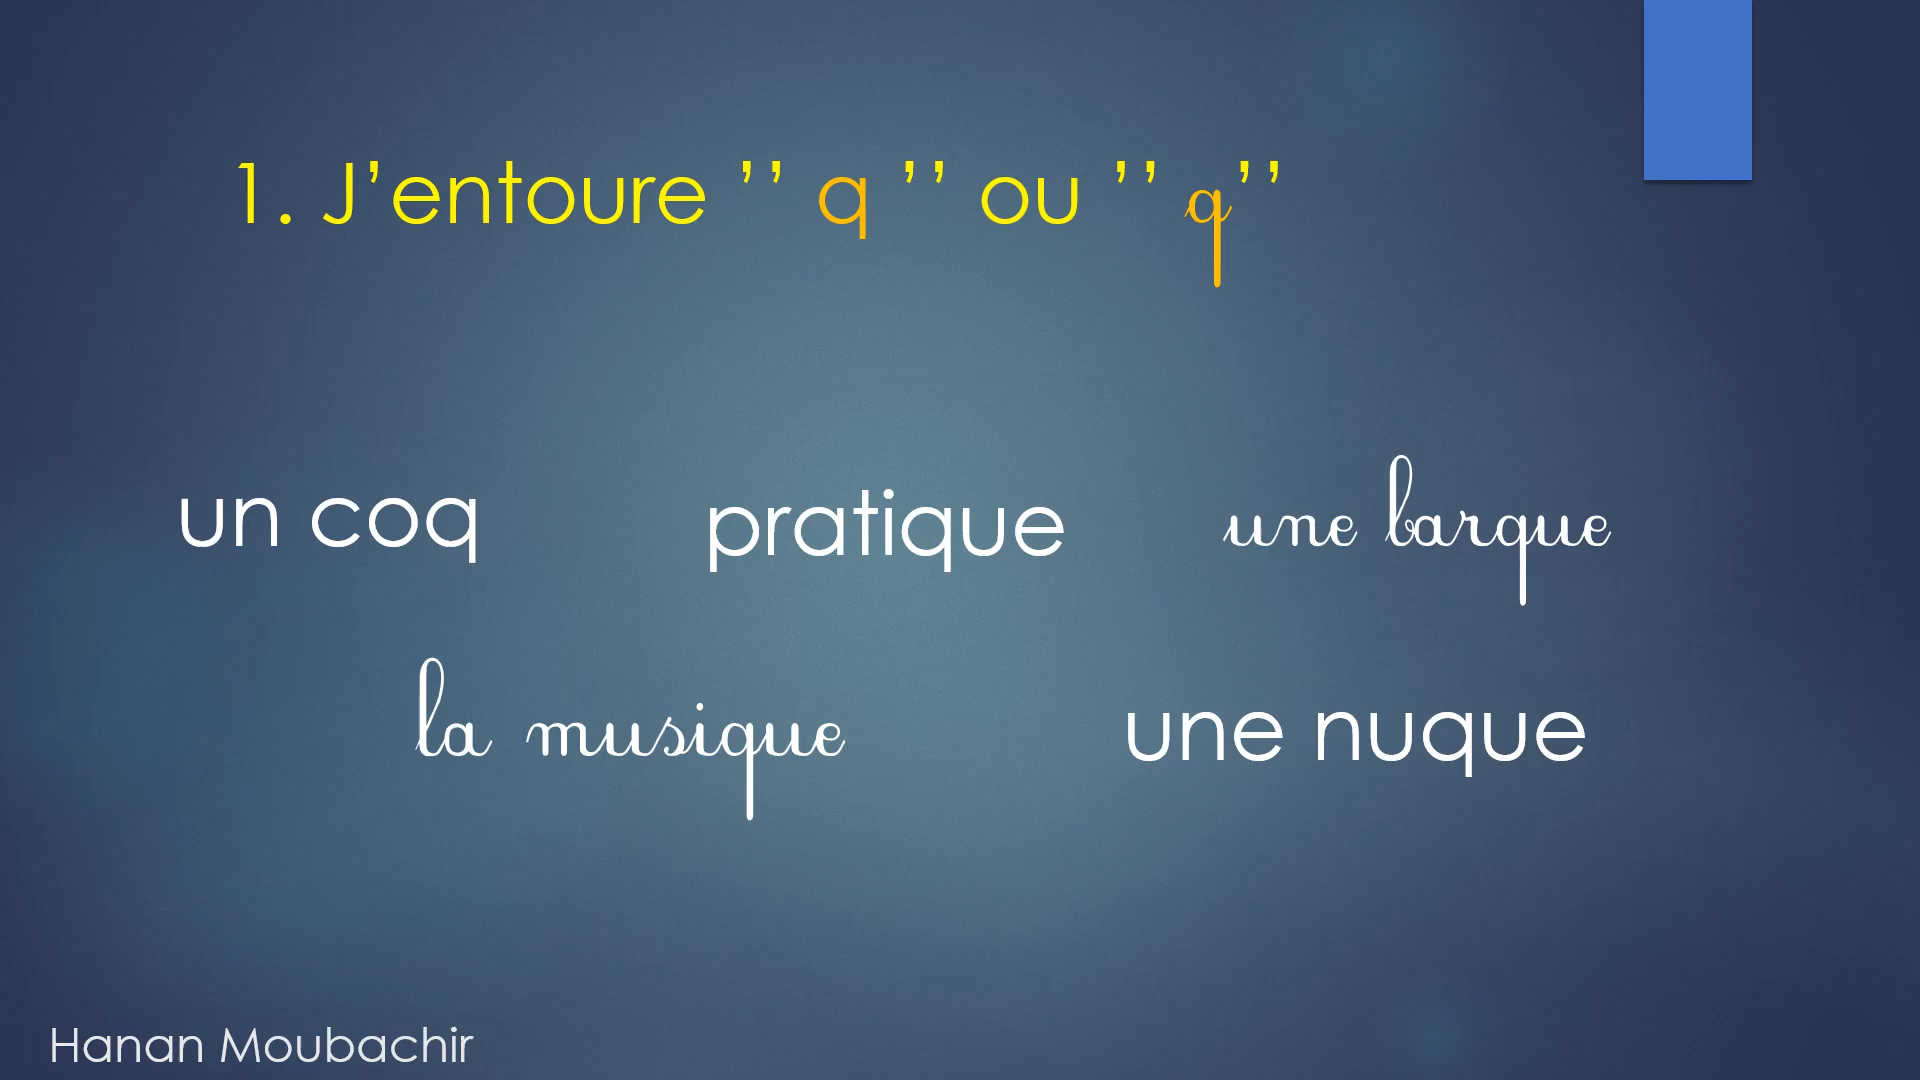 1. J’entoure ’’ q ’’ ou ’’ q’’
un coq pratique une barque
la musique une nuque
Hanan Moubachir